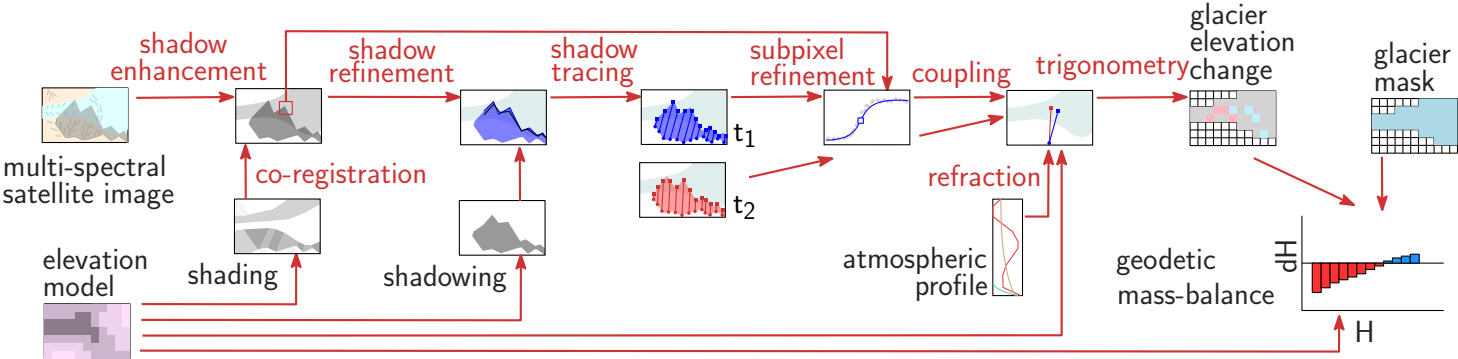 shadow
enhancement
shadow
refinement
shadow
tracing
subpixel
refinement
coupling
trigonometry
glacier
elevation
change
glacier
mask
multi-spectral
satellite image
co-registration
t1
t2
refraction
shading
shadowing
elevation
model
atmospheric
profile
geodetic
mass-balance
dH
H